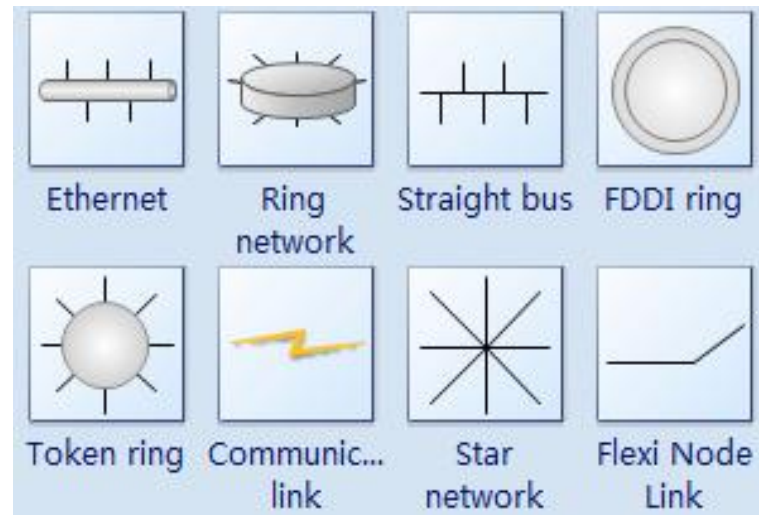 Ethernet
Ring
network
Straight bus
FDDI ring
Token ring
Communic...
link
Star
network
Flexi Node
Link